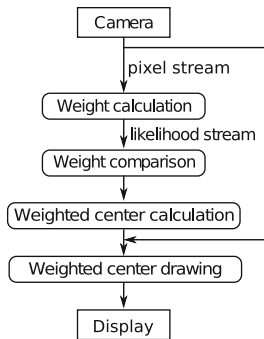 Camera
pixel stream
Weight calculation
likelihood stream
Weight comparison
Weighted center calculation
Weighted center drawing
Display